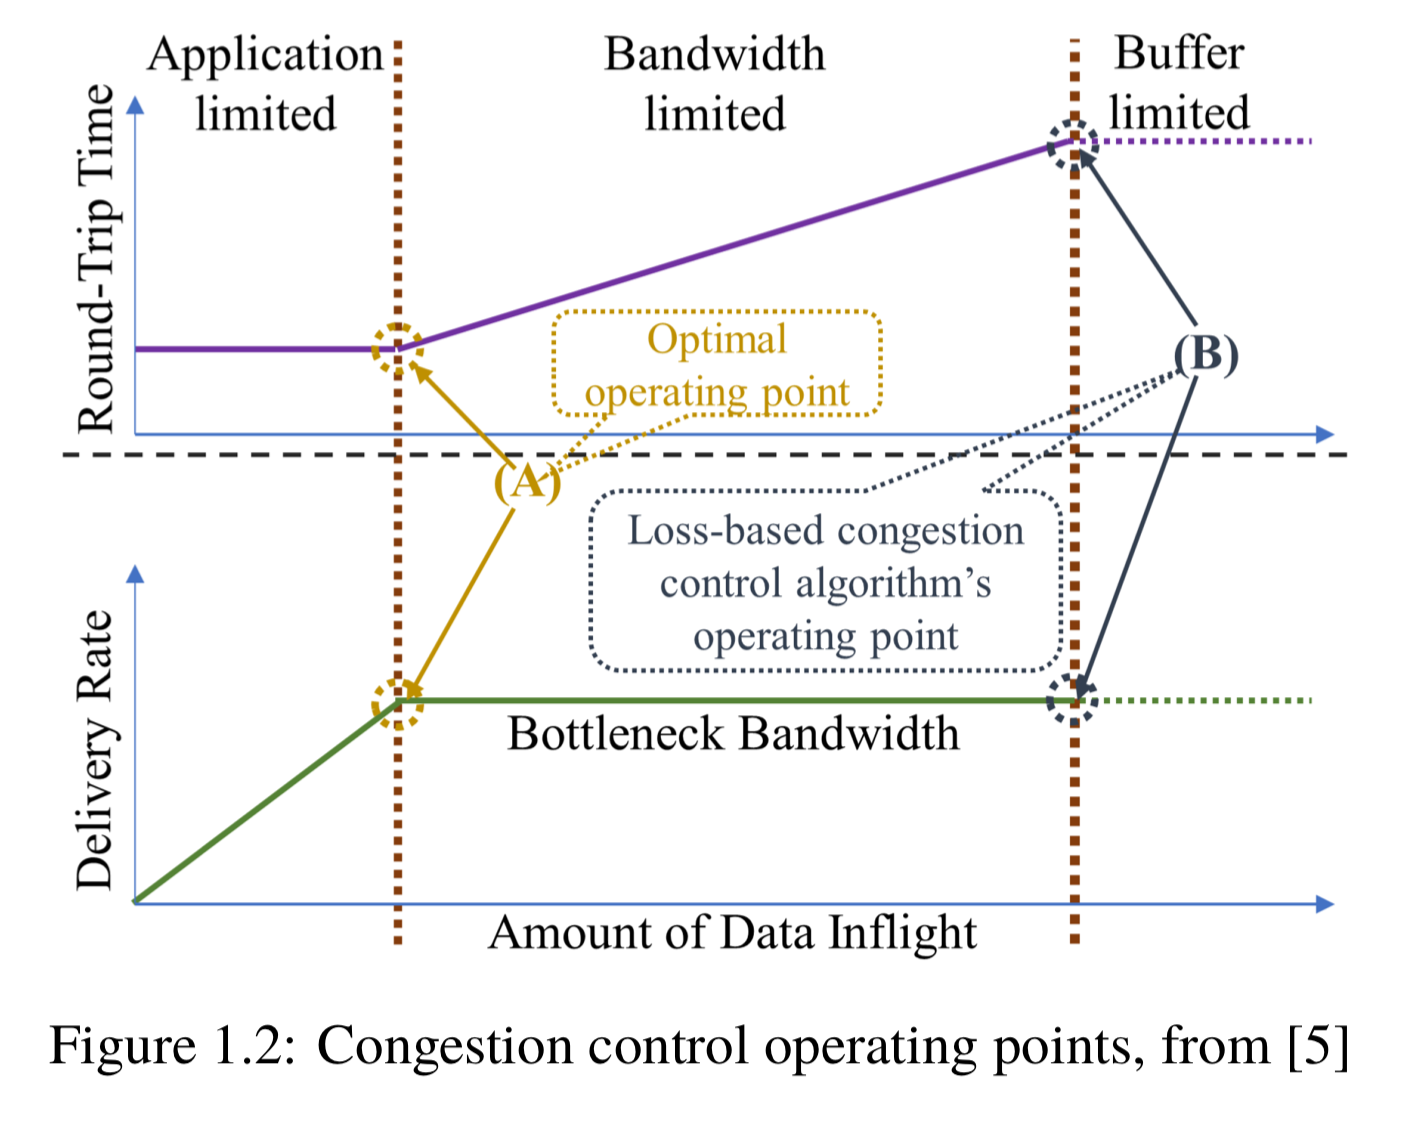 Application
limited
Bandwidth
limited
Buffer
limited
Round-Trip Time
Optimal
operating point
(A)
(B)
Loss-based congestion
control algorithm’s
operating point
Delivery Rate
Bottleneck Bandwidth
Amount of Data Inflight
Figure 1.2: Congestion control operating points, from [5]